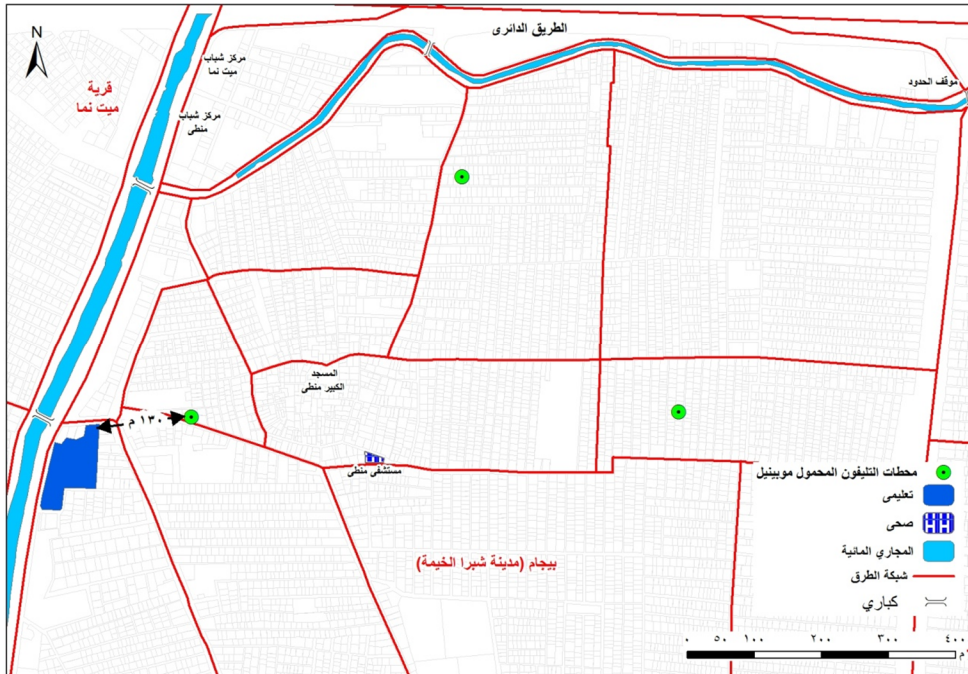 N
الطريق الدائرى
مركز شباب
ميت نما
قرية
ميت نما
مركز شباب
منطى
موقف الحدود
المسجد
الكبير منطى
١٣٠ م
مستشفى منطى
بيجام (مدينة شبرا الخيمة)
محطات التليفون المحمول موبينيل
تعليمى
صحى
المجاري المائية
شبكة الطرق
كباري
٠ ٥٠ ١٠٠ ٢٠٠ ٣٠٠ ٤٠٠
م